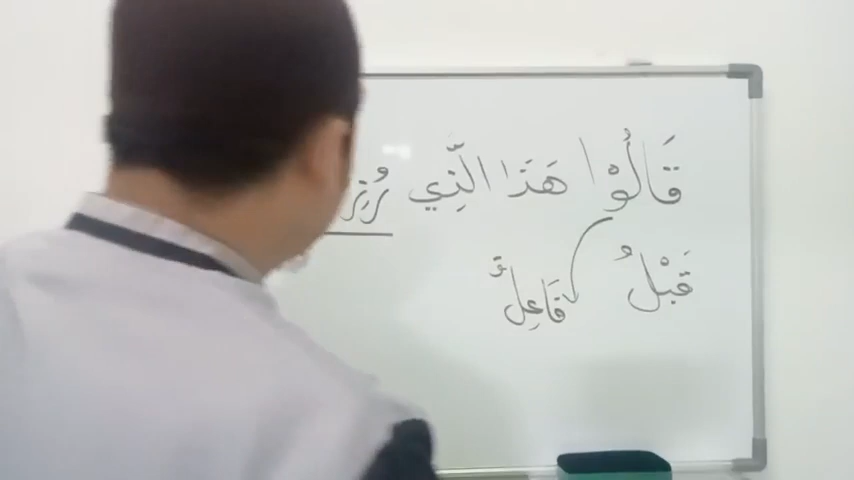 قَالُوْا هَذَا الَّذِي رُزِ
قَبْلُ
فَاعِلٌ